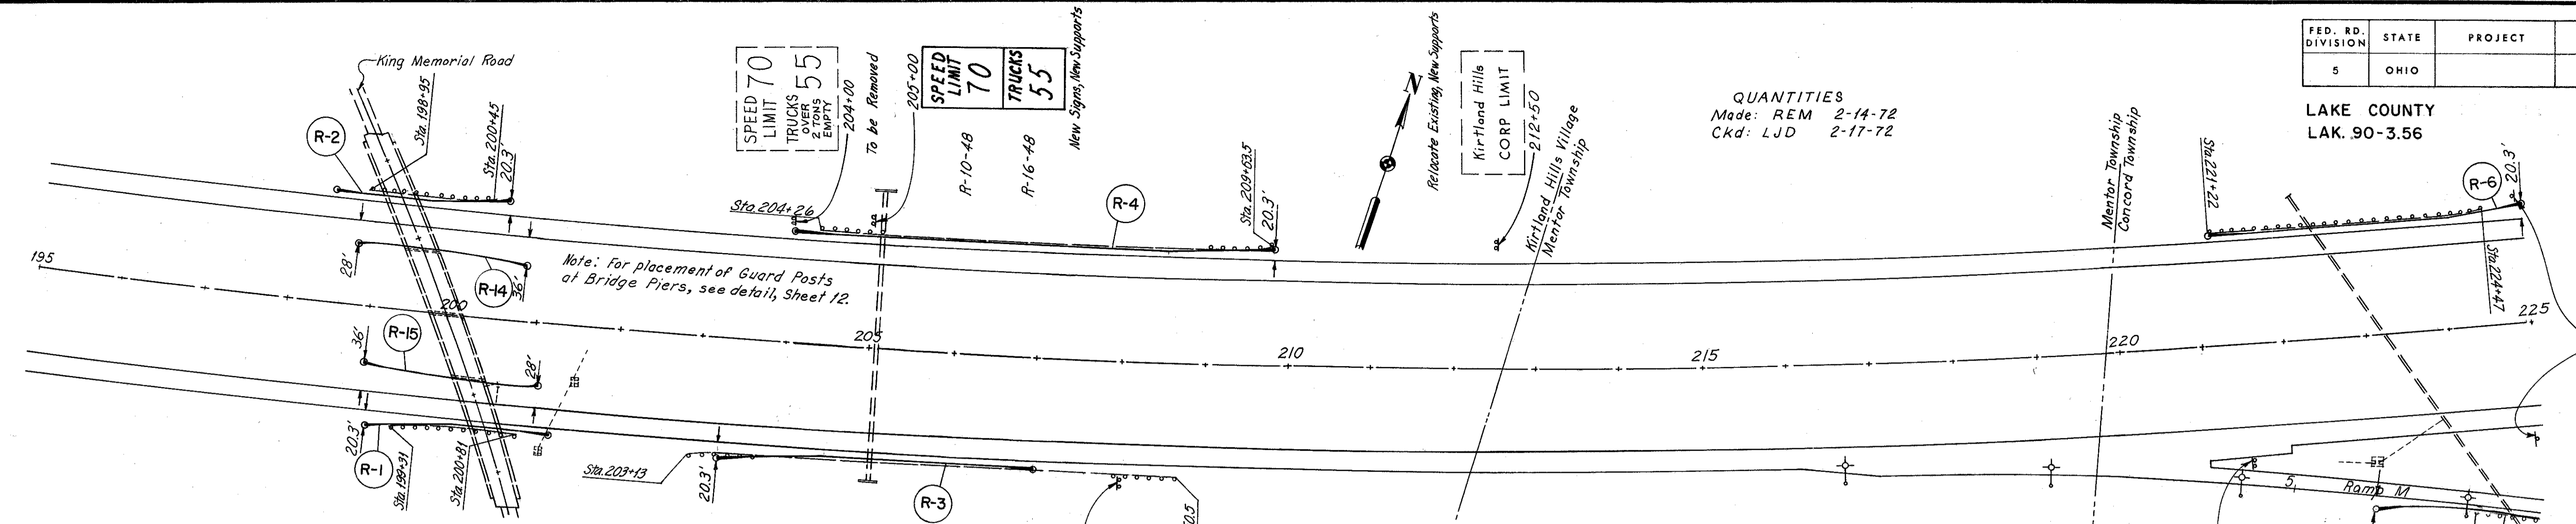 King Memorial Road
R-2
Sta. 198+95
Sta. 200+45
20.3'
SPEED
LIMIT 70
TRUCKS 55
OVER
2 TONS
EMPTY
204+00
To be Removed
205+00
SPEED
LIMIT
70
TRUCKS
55
New Signs, New Supports
R-10-48
R-16-48
Sta. 204+26
R-4
Sta. 209+63.5
20.3'
N
Relocate Existing, New Supports
Kirtland Hills
CORP LIMIT
212+50
Kirtland Hills Village
Mentor Township
QUANTITIES
Made: REM 2-14-72
Ckd: LJD 2-17-72
Mentor Township
Concord Township
FED. RD.
DIVISION
STATE
PROJECT
5
OHIO
LAKE COUNTY
LAK. 90-3.56
Sta. 221+22
R-6
20.3'
Sta. 224+47
195
28'
R-14
36'
Note: For placement of Guard Posts
at Bridge Piers, see detail, Sheet 12.
200
205
210
215
220
225
36'
R-15
28'
20.3'
R-1
Sta. 199+31
Sta. 200+81
Sta. 203+13
20.3'
R-3
0.5
5
Ramp M